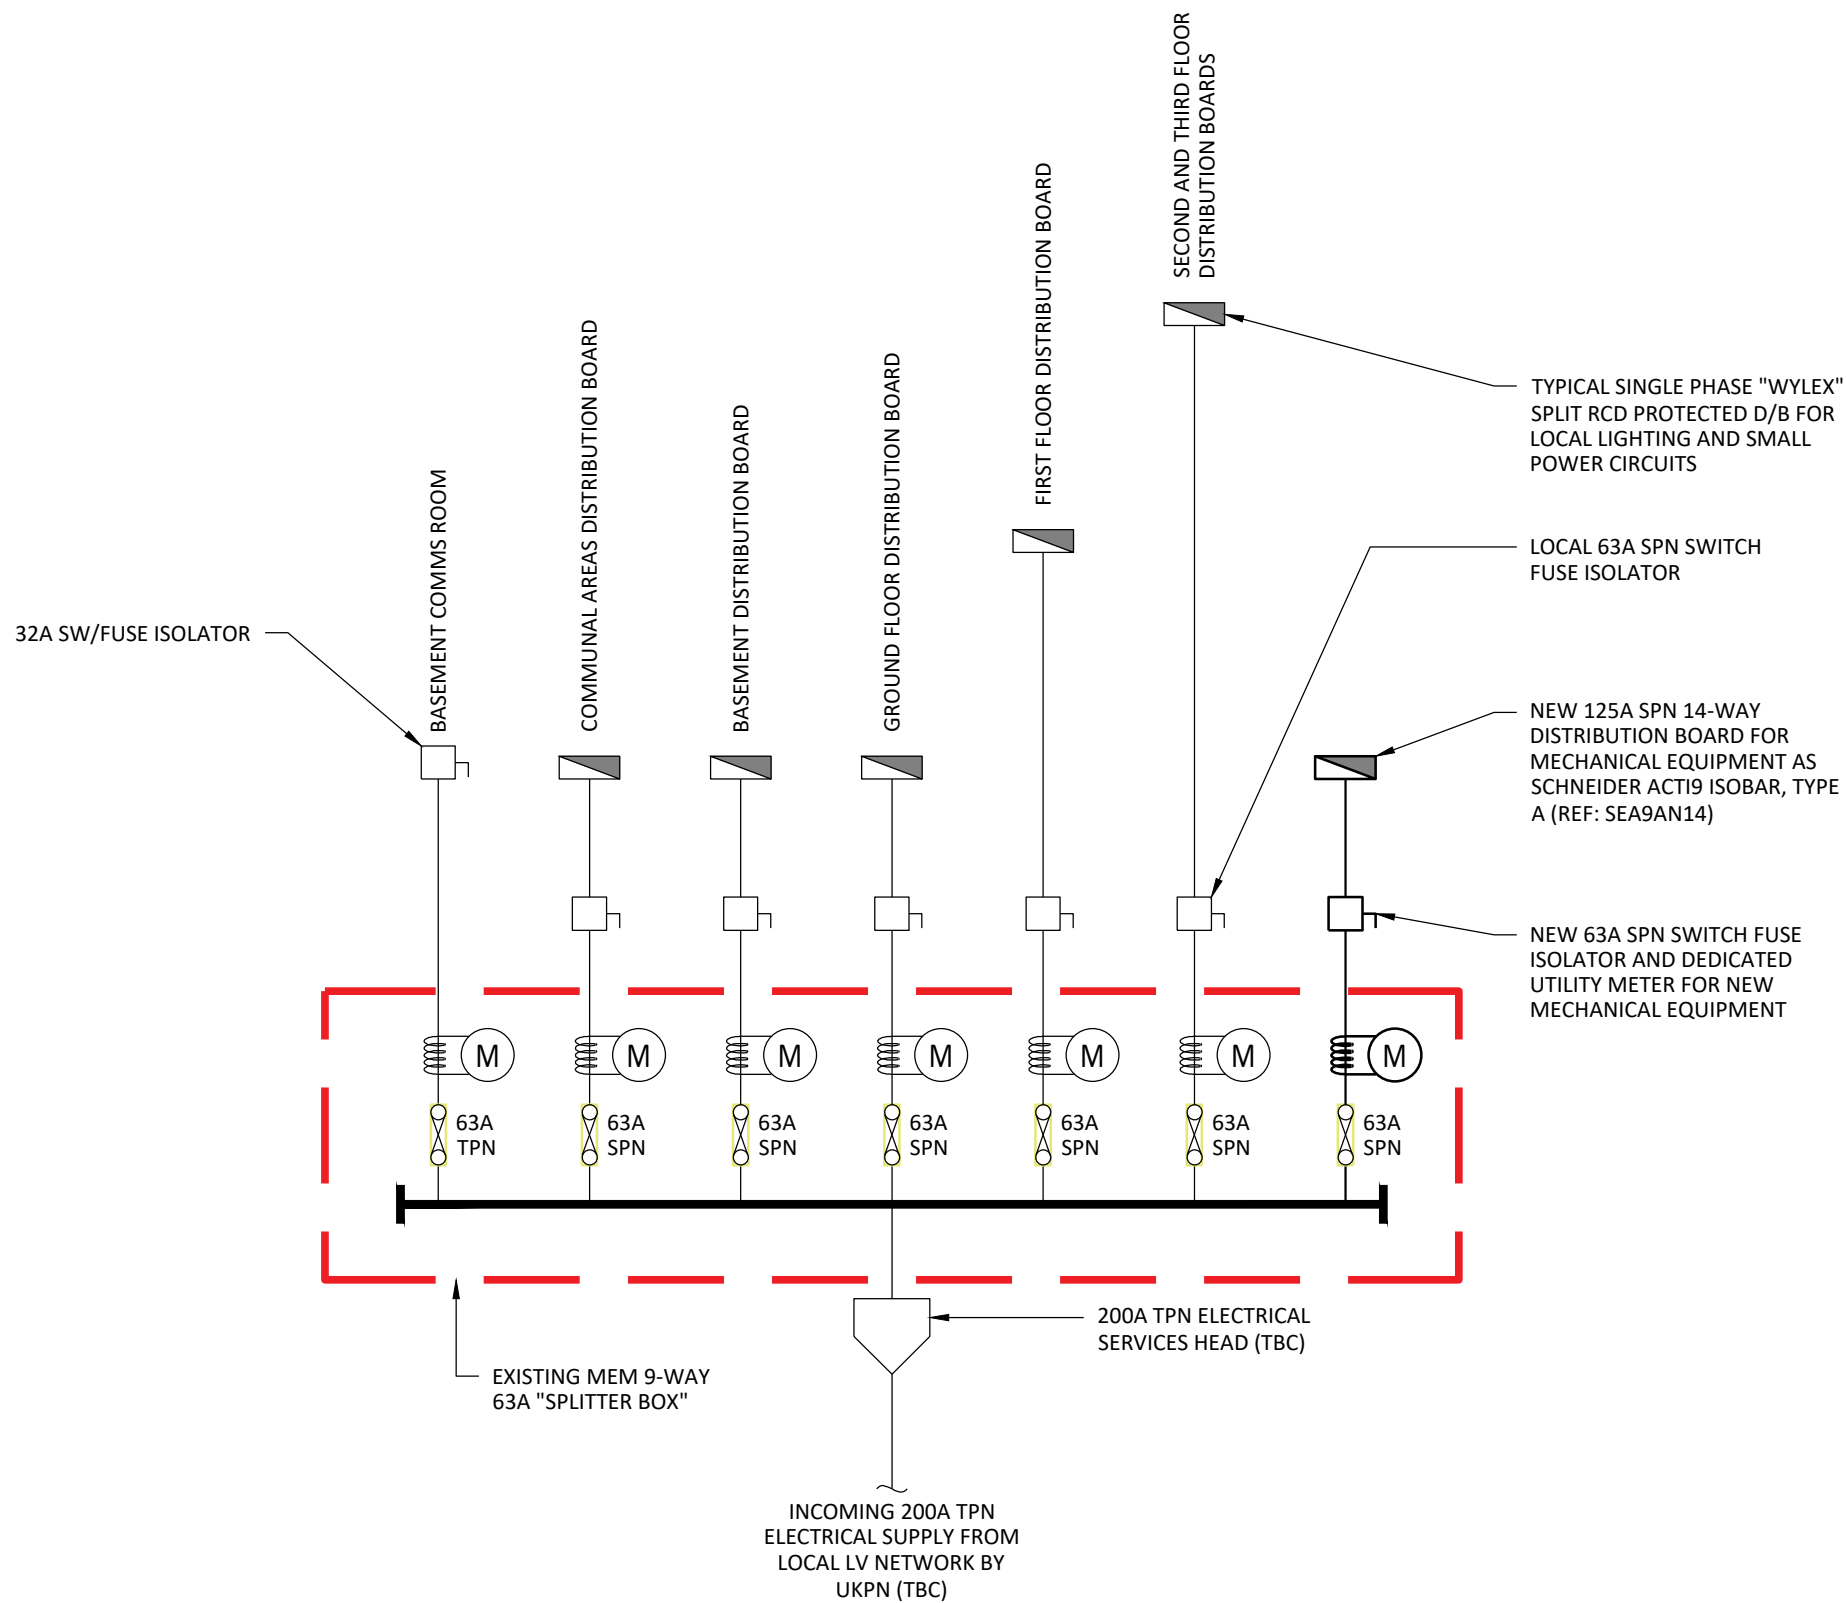 SECOND AND THIRD FLOOR
DISTRIBUTION BOARDS
FIRST FLOOR DISTRIBUTION BOARD
COMMUNAL AREAS DISTRIBUTION BOARD
GROUND FLOOR DISTRIBUTION BOARD
BASEMENT DISTRIBUTION BOARD
BASEMENT COMMS ROOM
TYPICAL SINGLE PHASE "WYLEX"
SPLIT RCD PROTECTED D/B FOR
LOCAL LIGHTING AND SMALL
POWER CIRCUITS
LOCAL 63A SPN SWITCH
FUSE ISOLATOR
32A SW/FUSE ISOLATOR
NEW 125A SPN 14-WAY
DISTRIBUTION BOARD FOR
MECHANICAL EQUIPMENT AS
SCHNEIDER ACTI9 ISOBAR, TYPE
A (REF: SEA9AN14)
NEW 63A SPN SWITCH FUSE
ISOLATOR AND DEDICATED
UTILITY METER FOR NEW
MECHANICAL EQUIPMENT
M
M
M
M
M
M
M
63A
TPN
63A
SPN
63A
SPN
63A
SPN
63A
SPN
63A
SPN
63A
SPN
200A TPN ELECTRICAL
SERVICES HEAD (TBC)
EXISTING MEM 9-WAY
63A "SPLITTER BOX"
INCOMING 200A TPN
ELECTRICAL SUPPLY FROM
LOCAL LV NETWORK BY
UKPN (TBC)